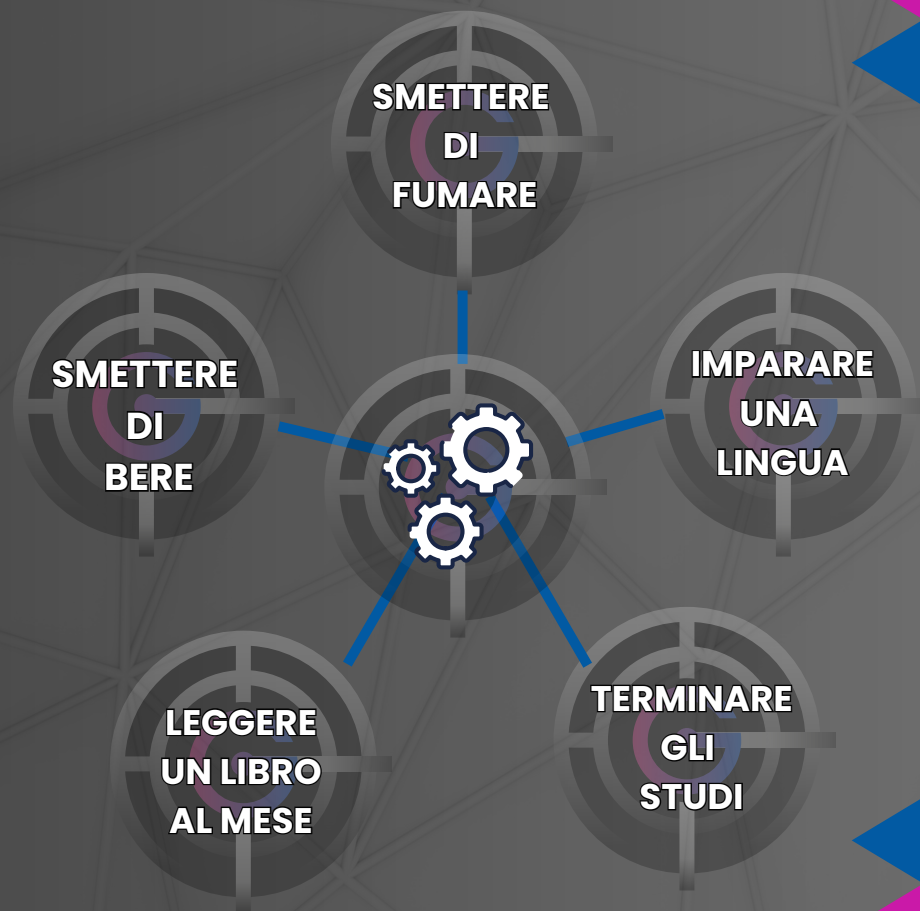 SMETTERE
DI
FUMARE
SMETTERE
DI
BERE
IMPARARE
UNA
LINGUA
LEGGERE
UN LIBRO
AL MESE
TERMINARE
GLI
STUDI